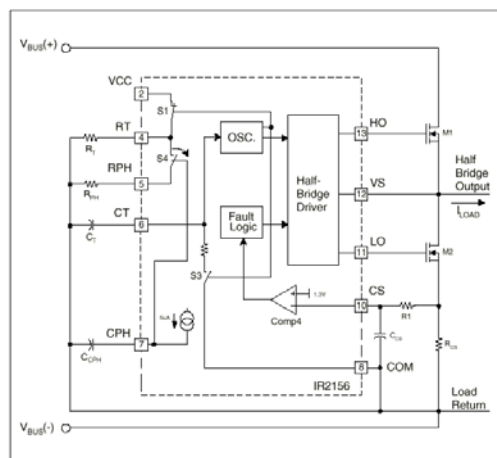 VBUS(+)
VCC
2
S1
RT
HO
RT
4
OSC.
13
M1
S4
RPH
Half
Bridge
Output
RPH
5
Half-
Bridge
Driver
VS
12
CT
ILOAD
CT
6
Fault
Logic
LO
11
M2
S3
CS
1.3V
10
R1
Comp4
CPH
5uA
CCS
RCS
7
CCPH
8
COM
IR2156
Load
Return
VBUS(-)